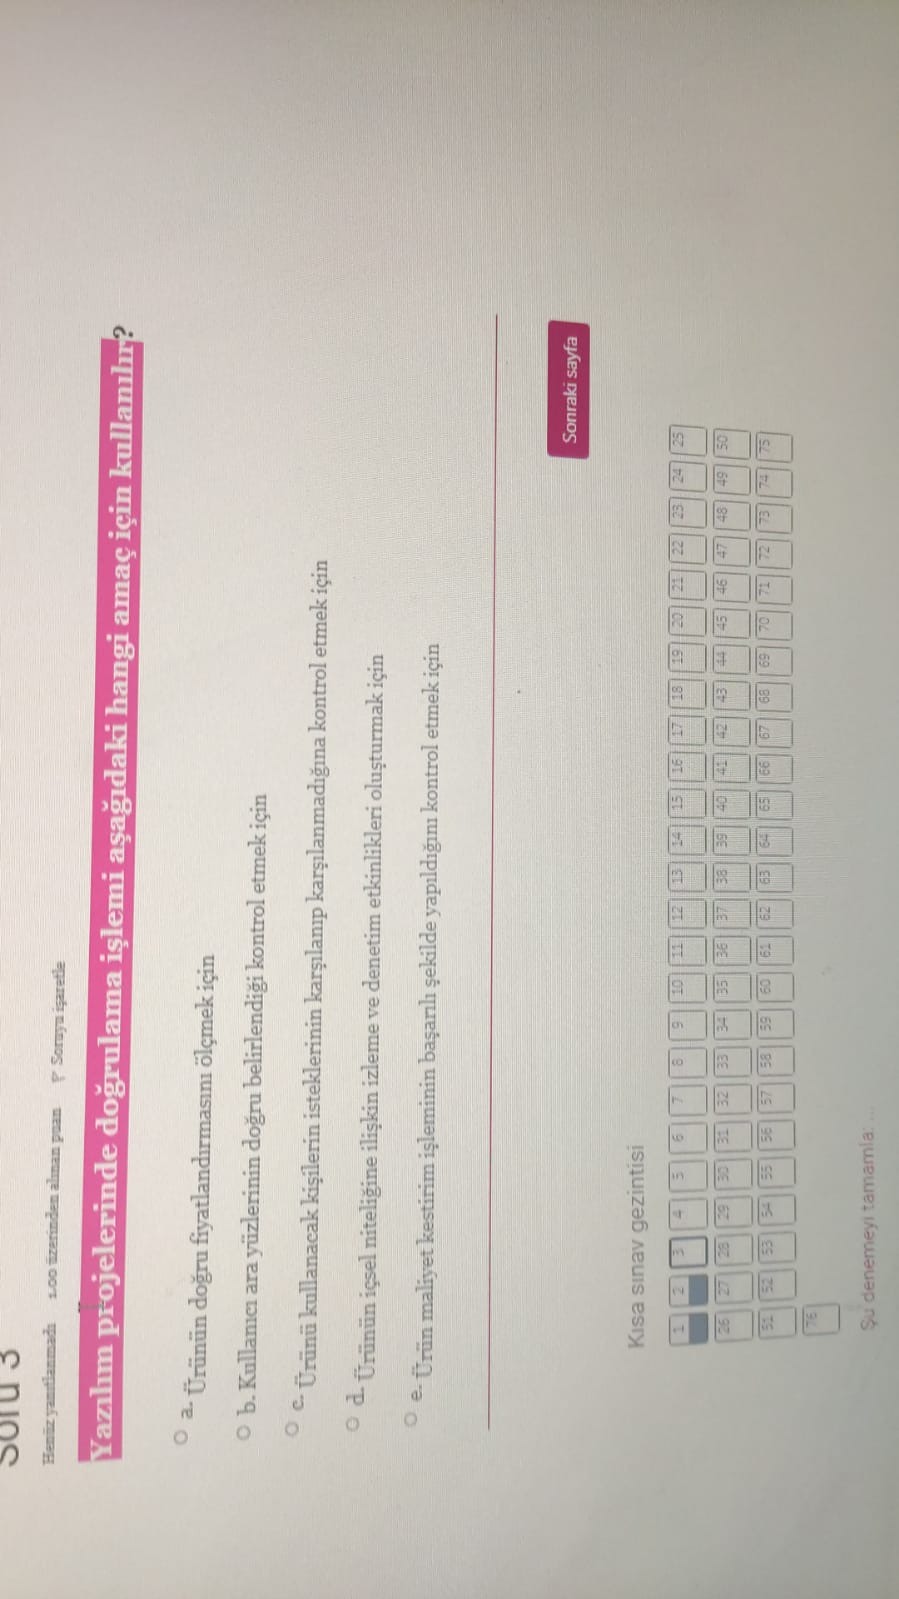 Soru 3
Henüz yanıtlanmadı 1,00 üzerinden alınan puan Soruyu işaretle
Yazılım projelerinde doğrulama işlemi aşağıdaki hangi amaç için kullanılır?
a. Ürünün doğru fiyatlandırmasını ölçmek için
b. Kullanıcı ara yüzlerinin doğru belirlendiği kontrol etmek için
c. Ürünü kullanacak kişilerin isteklerinin karşılanıp karşılanmadığına kontrol etmek için
d. Ürünün içsel niteliğine ilişkin izleme ve denetim etkinlikleri oluşturmak için
e. Ürün maliyet kestirim işleminin başarılı şekilde yapıldığını kontrol etmek için
Sonraki sayfa
Kısa sınav gezintisi
1 2 3 4 5 6 7 8 9 10 11 12 13 14 15 16 17 18 19 20 21 22 23 24 25
26 27 28 29 30 31 32 33 34 35 36 37 38 39 40 41 42 43 44 45 46 47 48 49 50
51 52 53 54 55 56 57 58 59 60 61 62 63 64 65 66 67 68 69 70 71 72 73 74 75
76
Şu denemeyi tamamla: ...